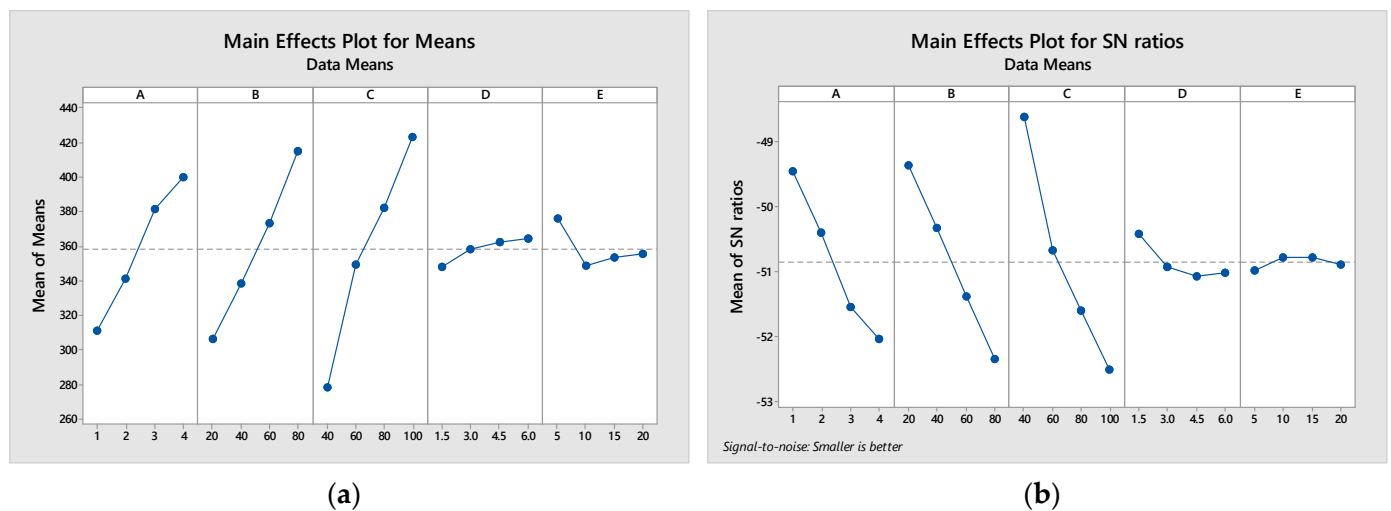 Main Effects Plot for Means
Data Means
A B C D E
Mean of Means
440
420
400
380
360
340
320
300
280
260
1 2 3 4 20 40 60 80 40 60 80 100 1.5 3.0 4.5 6.0 5 10 15 20
(a)
Main Effects Plot for SN ratios
Data Means
A B C D E
Mean of SN ratios
-49
-50
-51
-52
-53
1 2 3 4 20 40 60 80 40 60 80 100 1.5 3.0 4.5 6.0 5 10 15 20
Signal-to-noise: Smaller is better
(b)